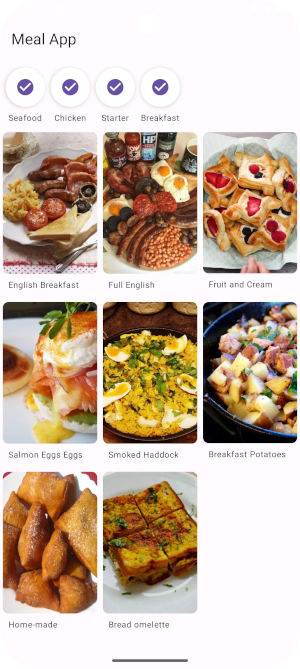 Meal App
Seafood
Chicken
Starter
Breakfast
HP
English Breakfast
Full English
Fruit and Cream
Salmon Eggs Eggs
Smoked Haddock
Breakfast Potatoes
Home-made
Bread omelette